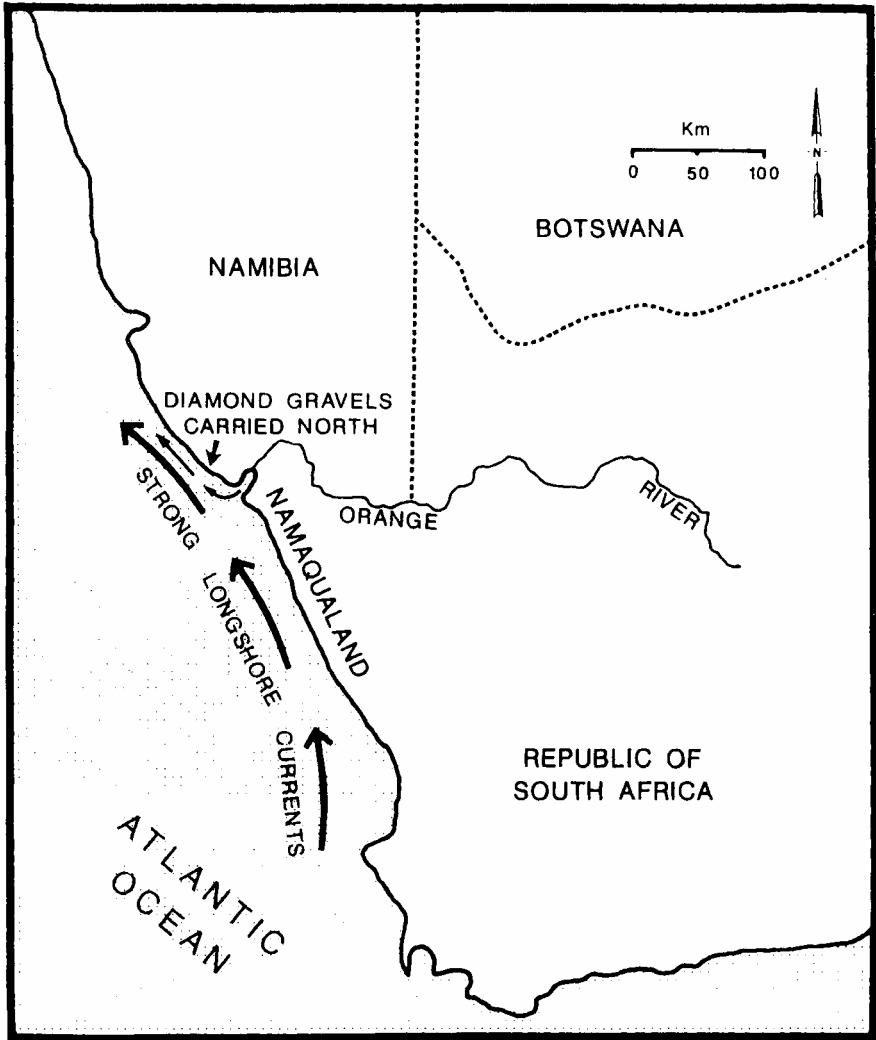 Km
0 50 100
N
BOTSWANA
NAMIBIA
DIAMOND GRAVELS
CARRIED NORTH
ORANGE
RIVER
NAMAQUALAND
STRONG
LONGSHORE
CURRENTS
REPUBLIC OF
SOUTH AFRICA
ATLANTIC
OCEAN